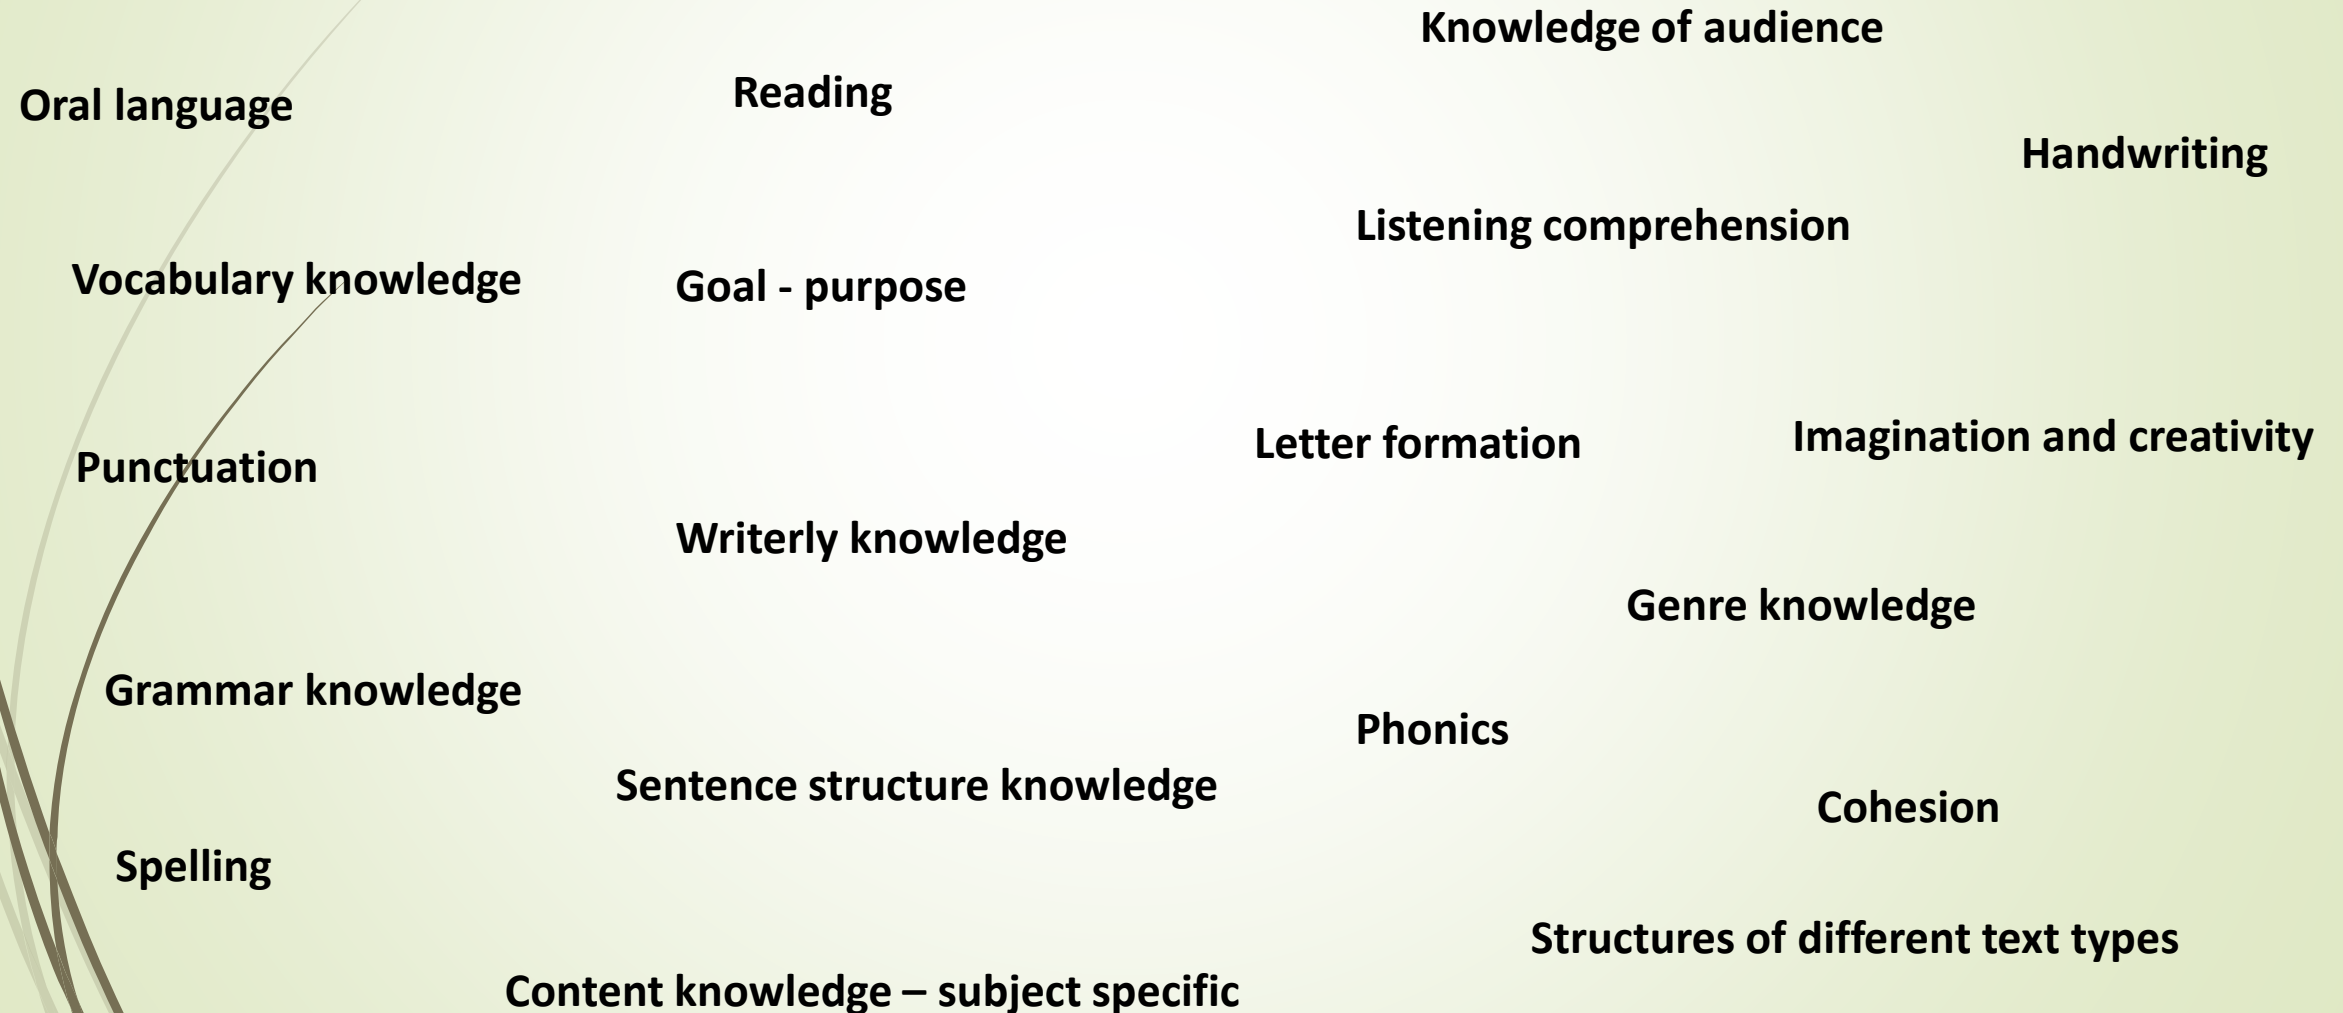 Knowledge of audience
Reading
Oral language
Handwriting
Listening comprehension
Vocabulary knowledge
Goal - purpose
Letter formation
Imagination and creativity
Punctuation
Writerly knowledge
Genre knowledge
Grammar knowledge
Phonics
Sentence structure knowledge
Cohesion
Spelling
Structures of different text types
Content knowledge – subject specific